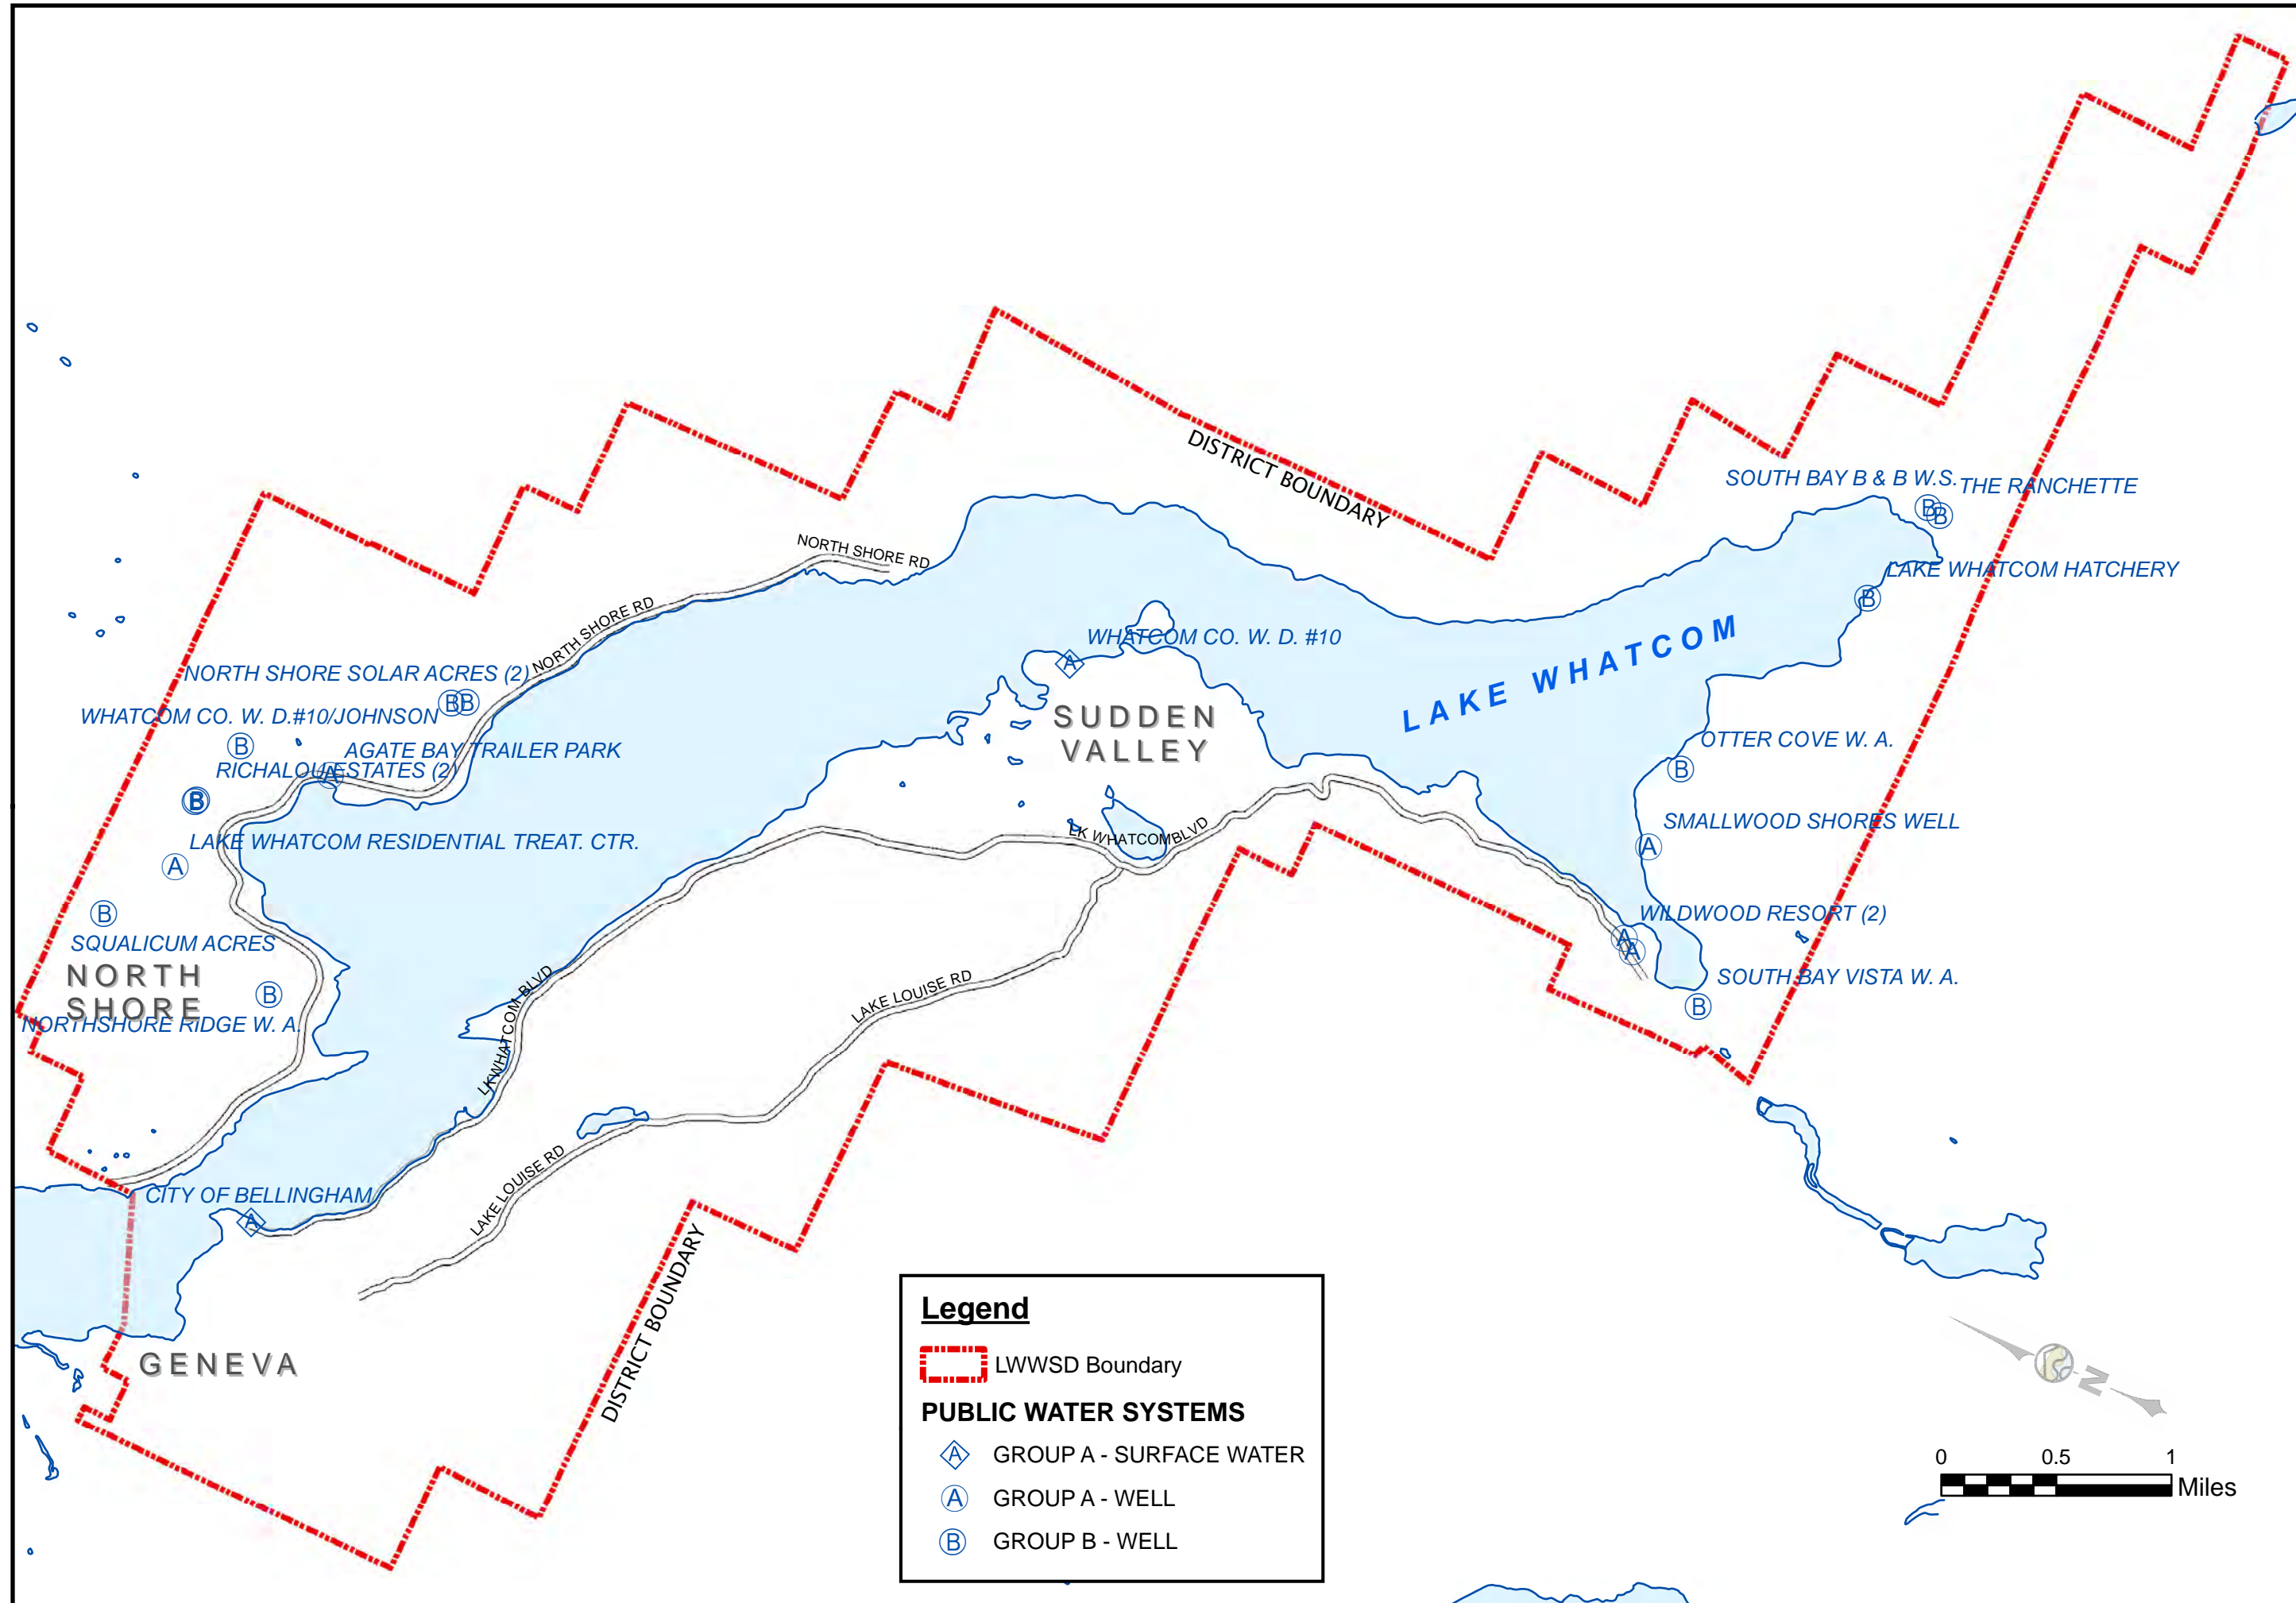 DISTRICT BOUNDARY
SOUTH BAY B & B W.S.
THE RANCHETTE
NORTH SHORE RD
LAKE WHATCOM HATCHERY
NORTH SHORE RD
WHATCOM CO. W. D. #10
A
LAKE WHATCOM
B
B
B
NORTH SHORE SOLAR ACRES (2)
B
B
WHATCOM CO. W. D.#10/JOHNSON
B
SUDDEN
VALLEY
AGATE BAY TRAILER PARK
RICHALOU ESTATES (2)
A
B
OTTER COVE W. A.
B
LAKE WHATCOM RESIDENTIAL TREAT. CTR.
A
LK WHATCOMBLVD
SMALLWOOD SHORES WELL
A
B
SQUALICUM ACRES
WILDWOOD RESORT (2)
A
A
NORTH
SHORE
B
NORTHSHORE RIDGE W. A.
SOUTH BAY VISTA W. A.
B
LKWHATCOM BLVD
LAKE LOUISE RD
LAKE LOUISE RD
CITY OF BELLINGHAM
A
GENEVA
DISTRICT BOUNDARY
Legend
LWWSD Boundary
PUBLIC WATER SYSTEMS
A GROUP A - SURFACE WATER
A GROUP A - WELL
B GROUP B - WELL
N
0 0.5 1
Miles